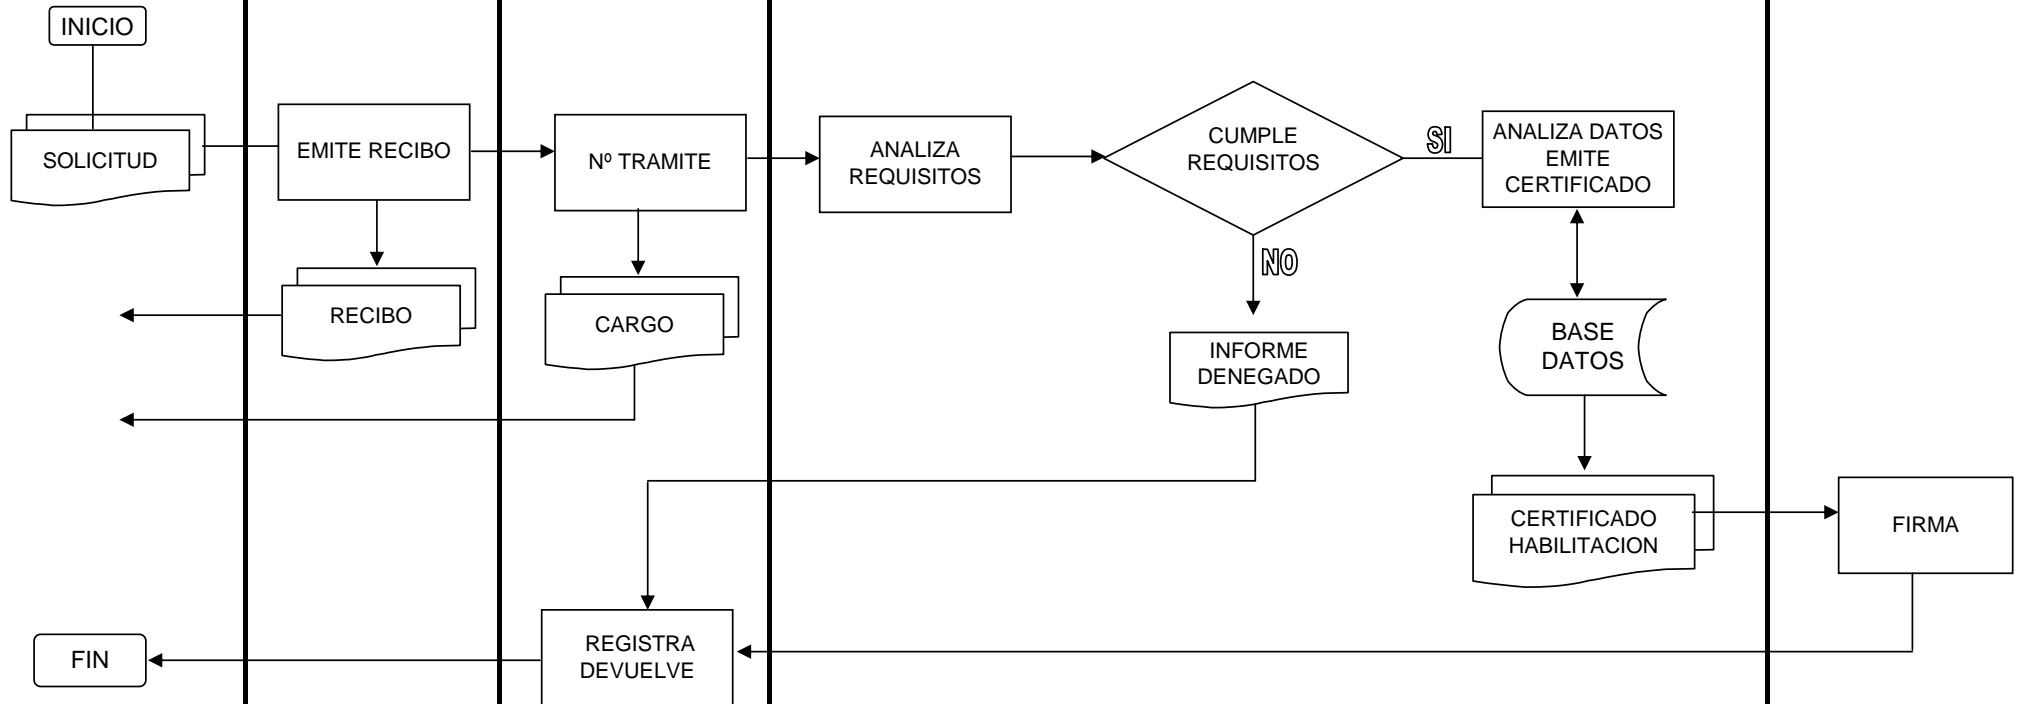 INICIO
SOLICITUD
EMITE RECIBO
Nº TRAMITE
ANALIZA
REQUISITOS
CUMPLE
REQUISITOS
SI
ANALIZA DATOS
EMITE
CERTIFICADO
NO
RECIBO
CARGO
INFORME
DENEGADO
BASE
DATOS
CERTIFICADO
HABILITACION
FIRMA
REGISTRA
DEVUELVE
FIN